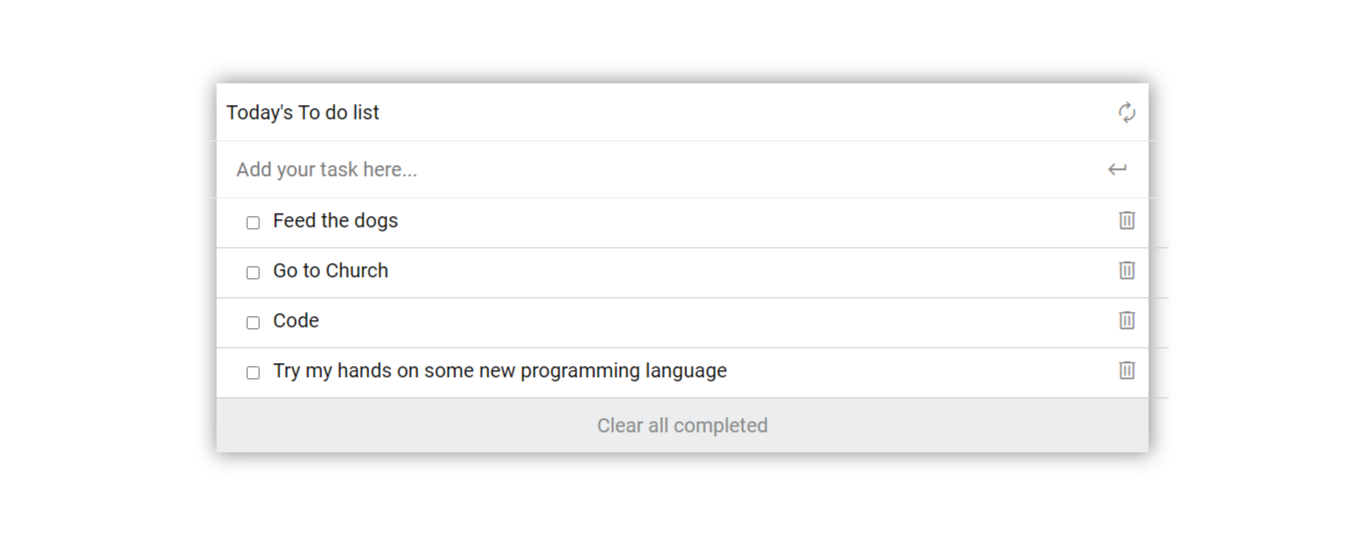 Today's To do list
Add your task here...
Feed the dogs
Go to Church
Code
Try my hands on some new programming language
Clear all completed